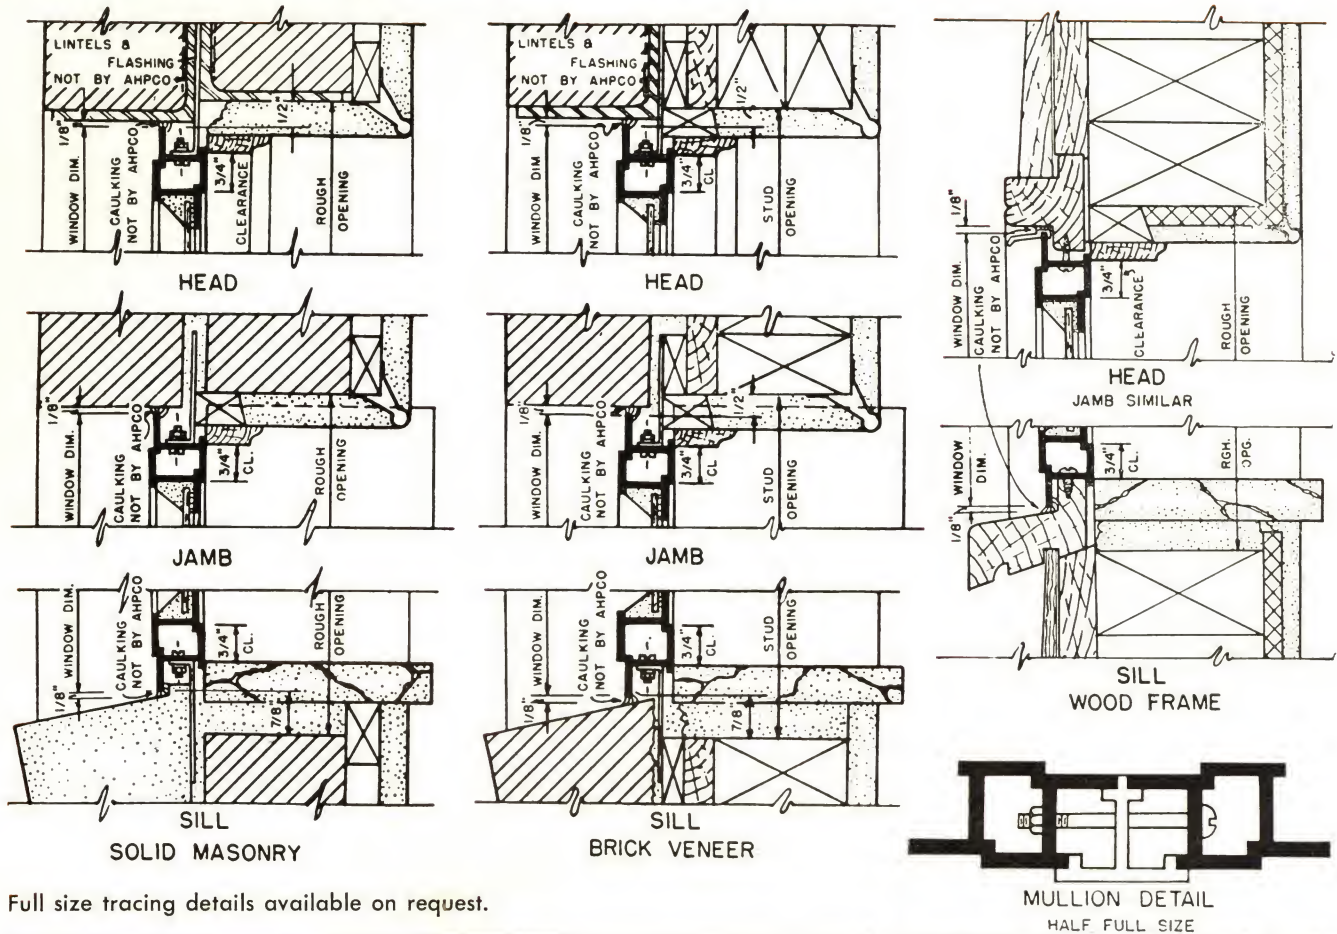 LINTELS &
FLASHING
NOT BY AHPCO
1/8"
WINDOW DIM.
CAULKING
NOT BY AHPCO
3/4"
CLEARANCE
1/2"
ROUGH
OPENING
HEAD
LINTELS &
FLASHING
NOT BY AHPCO
1/8"
WINDOW DIM.
CAULKING
NOT BY AHPCO
3/4"
CL
1/2"
STUD
OPENING
HEAD
1/8"
WINDOW DIM.
CAULKING
NOT BY AHPCO
3/4"
CLEARANCE
ROUGH
OPENING
HEAD
JAMB SIMILAR
1/8"
WINDOW DIM.
CAULKING
NOT BY AHPCO
3/4"
CL.
ROUGH
OPENING
JAMB
1/8"
WINDOW DIM.
CAULKING
NOT BY AHPCO
3/4"
CL
1/2"
STUD
OPENING
JAMB
WINDOW
DIM.
1/8"
3/4"
CL.
RGH.
OPG.
SILL
WOOD FRAME
WINDOW DIM.
1/8"
CAULKING
NOT BY AHPCO
3/4"
CL.
7/8"
ROUGH
OPENING
SILL
SOLID MASONRY
WINDOW DIM.
1/8"
CAULKING
NOT BY AHPCO
3/4"
CL.
7/8"
STUD
OPENING
SILL
BRICK VENEER
MULLION DETAIL
HALF FULL SIZE
Full size tracing details available on request.